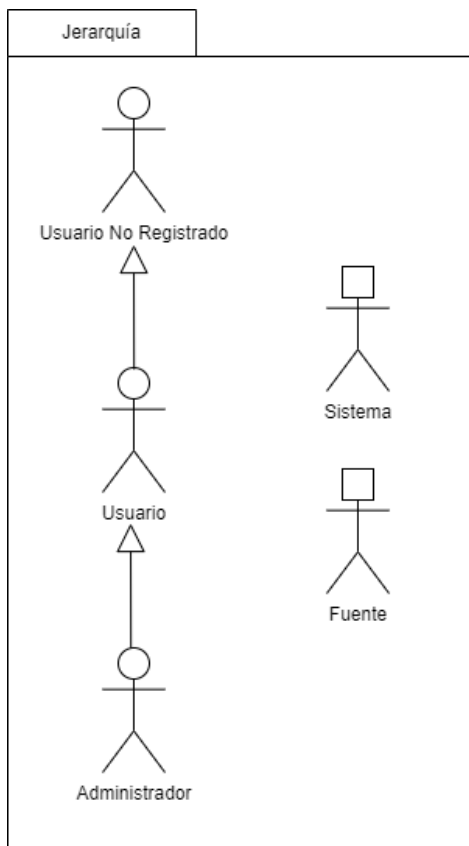 Jerarquía
Usuario No Registrado
Sistema
Usuario
Fuente
Administrador